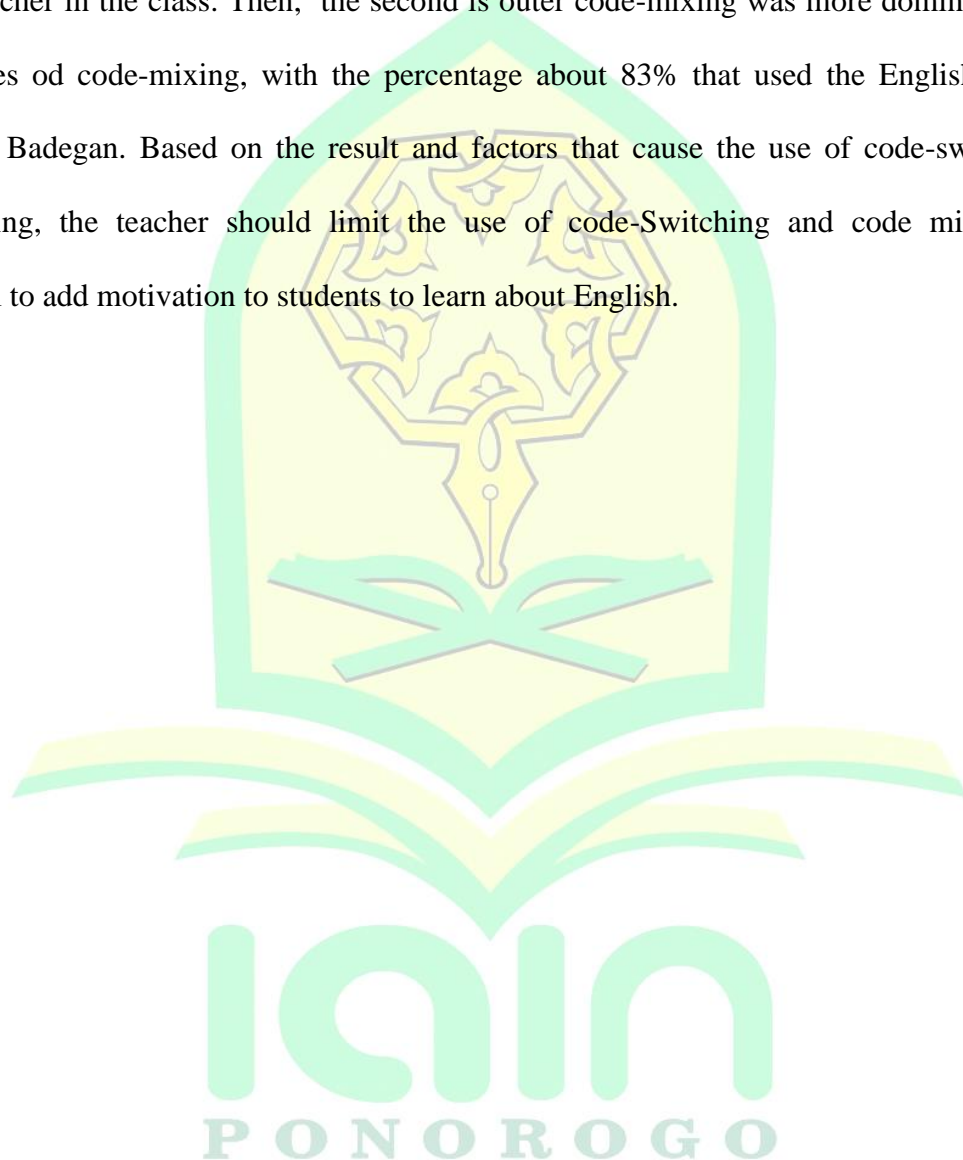 cher in the class. Then, the second is outer code-mixing was more domin
es od code-mixing, with the percentage about 83% that used the English
Badegan. Based on the result and factors that cause the use of code-sw
ng, the teacher should limit the use of code-Switching and code mi
to add motivation to students to learn about English.
iain
PONOROGO